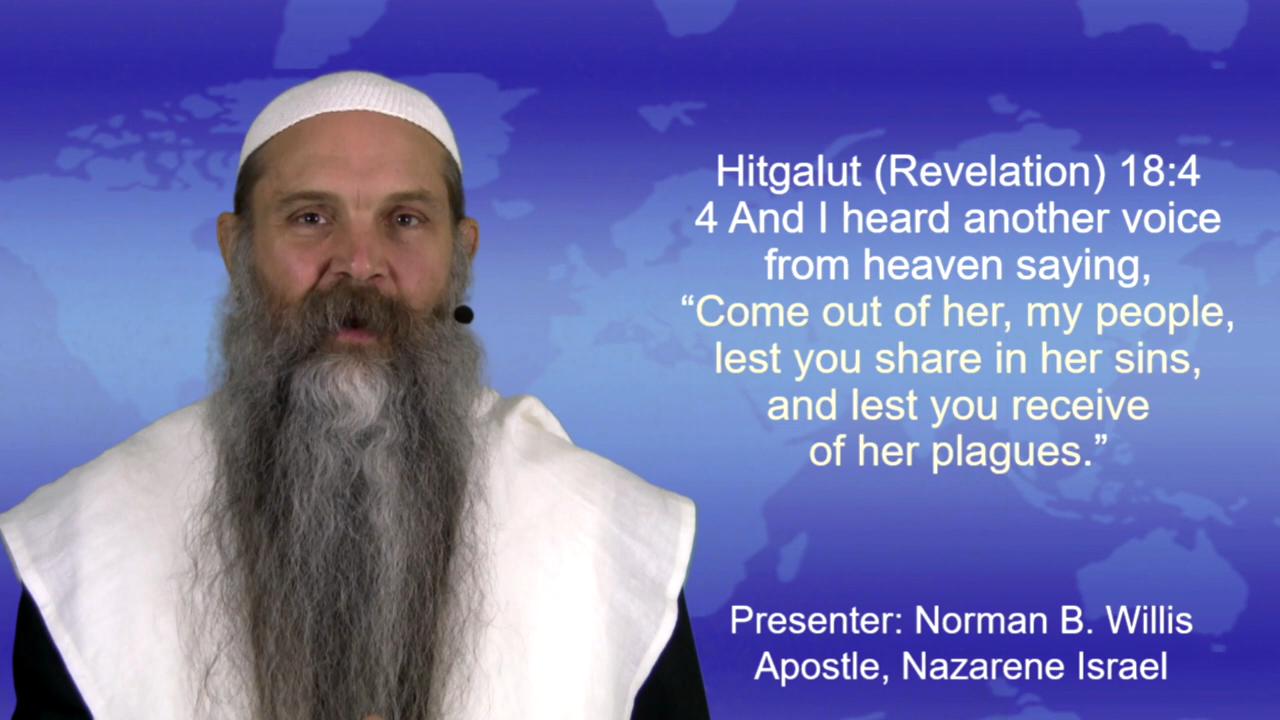 Hitgalut (Revelation) 18:4
4 And I heard another voice
from heaven saying,
“Come out of her, my people,
lest you share in her sins,
and lest you receive
of her plagues.”
Presenter: Norman B. Willis
Apostle, Nazarene Israel